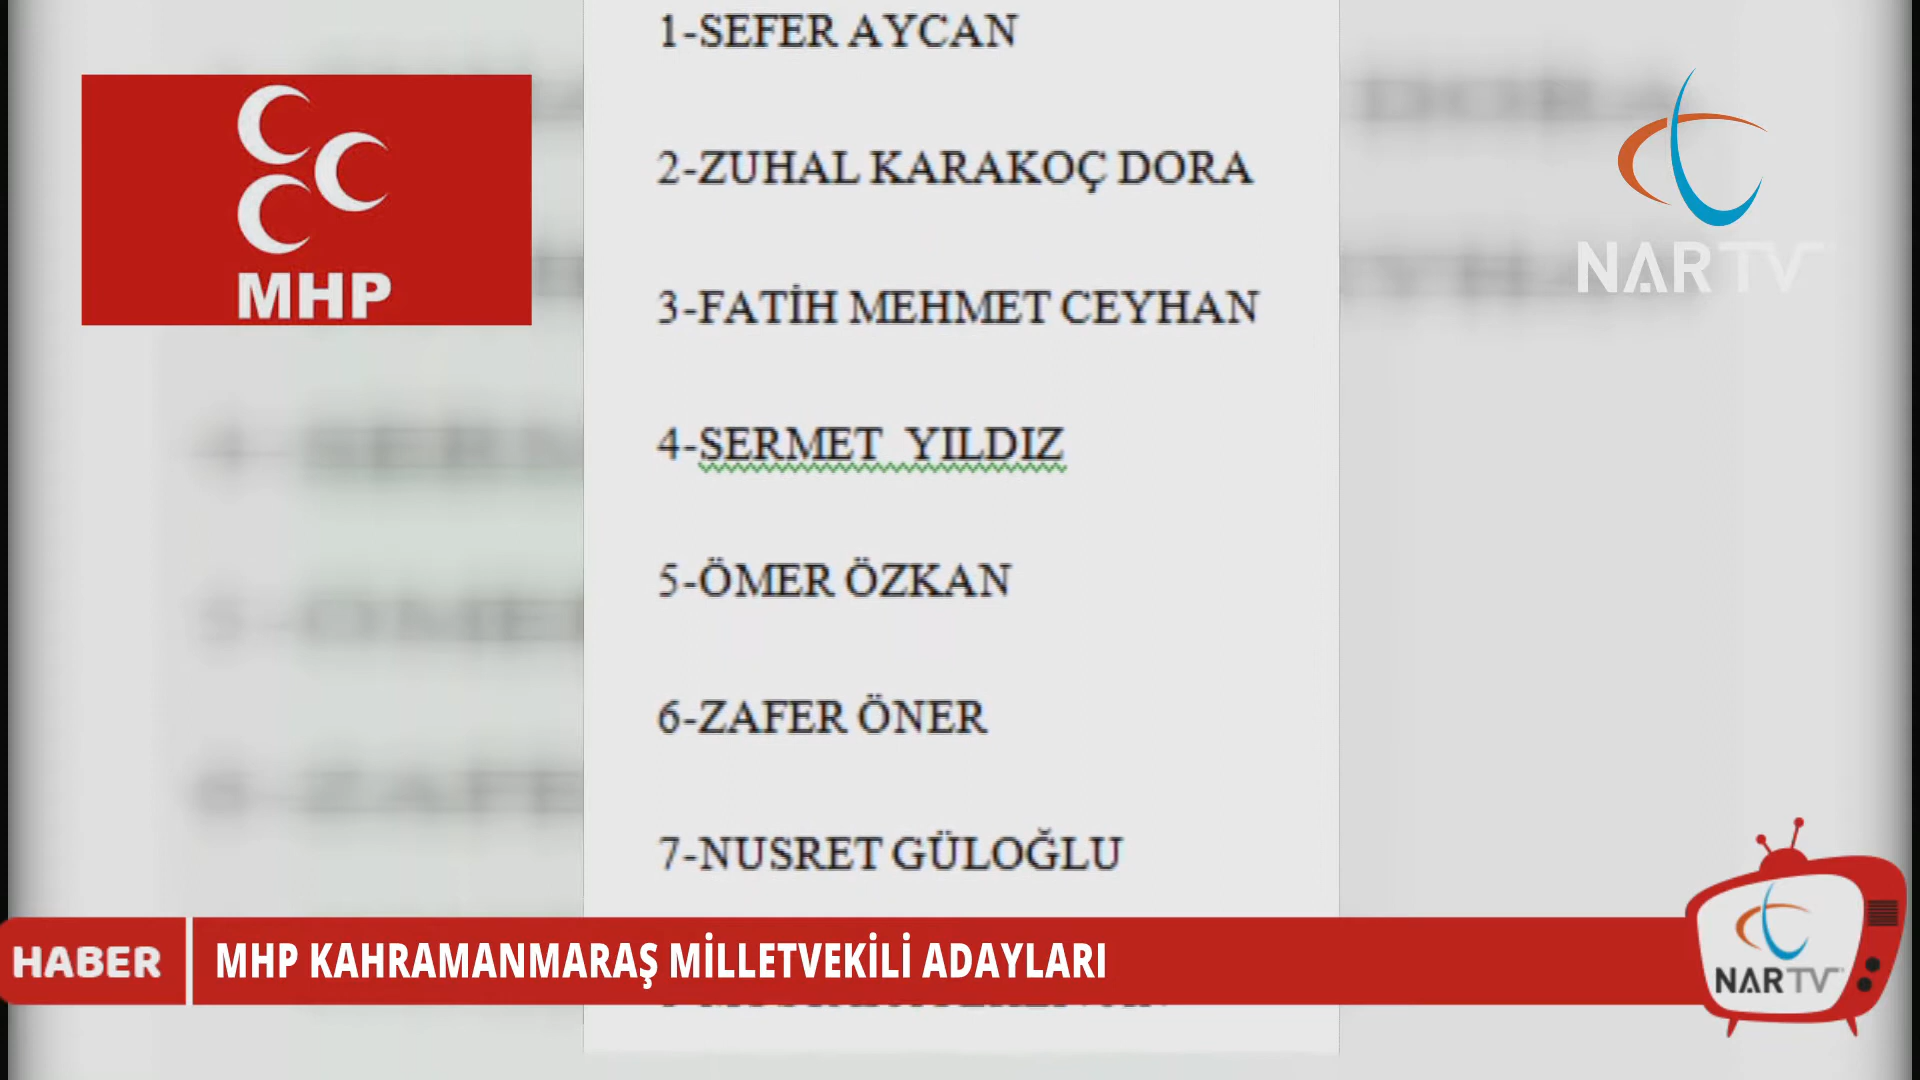 1-SEFER AYCAN
MHP
2-ZUHAL KARAKOÇ DORA
NARTV
3-FATİH MEHMET CEYHAN
4-SERMET YILDIZ
5-ÖMER ÖZKAN
6-ZAFER ÖNER
7-NUSRET GÜLOĞLU
HABER
MHP KAHRAMANMARAŞ MİLLETVEKİLİ ADAYLARI
NARTV